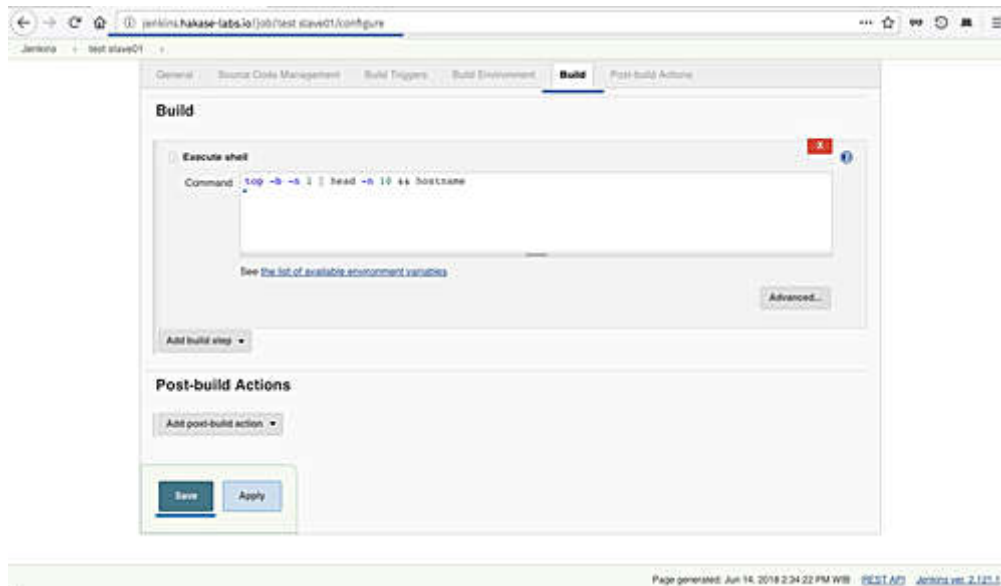 jenkins.hakase-labs.io/job/test slave01/configure
Jenkins test slave01
General Source Code Management Build Triggers Build Environment Build Post-build Actions
Build
Execute shell
X
Command top -b -n 1 | head -n 10 && hostname
See the list of available environment variables
Advanced...
Add build step
Post-build Actions
Add post-build action
Save Apply
Page generated: Jun 14, 2018 2:34:22 PM WIB REST API Jenkins ver. 2.121.1